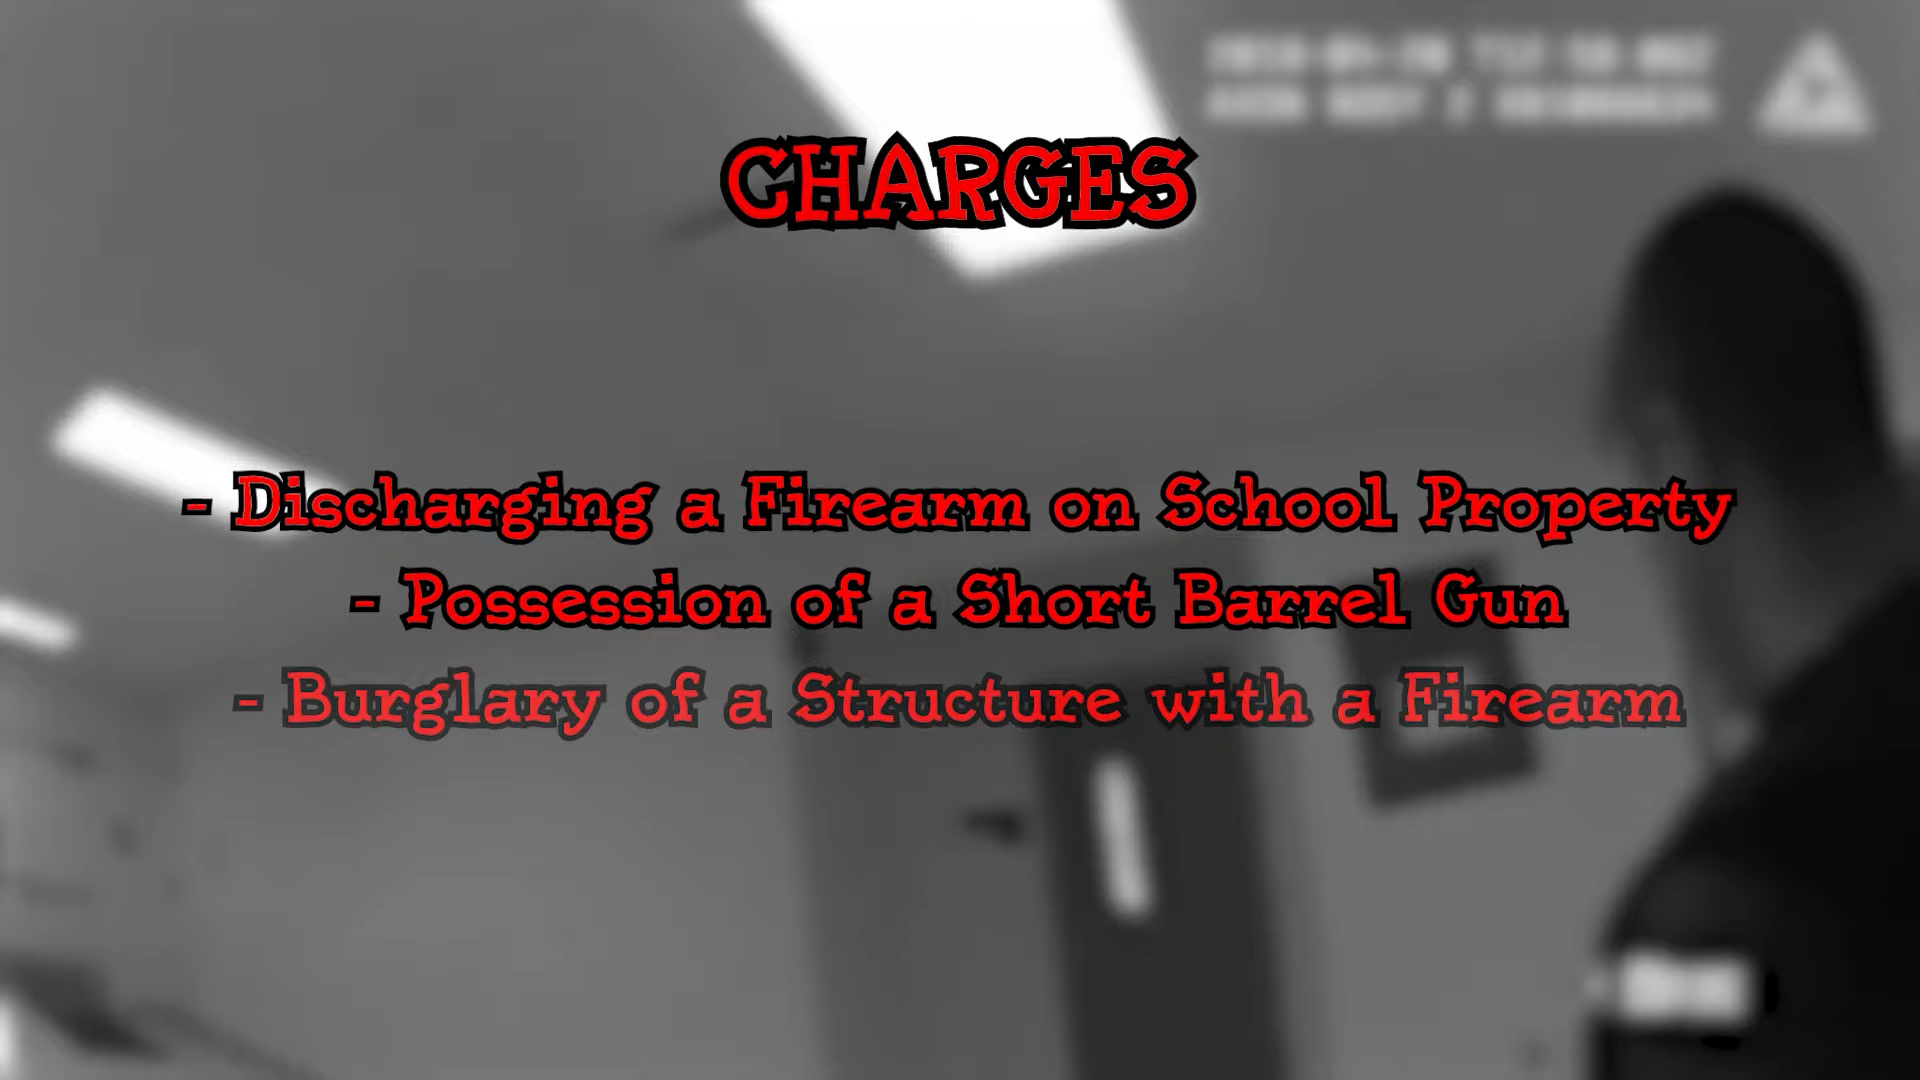 CHARGES
- Discharging a Firearm on School Property
- Possession of a Short Barrel Gun
- Burglary of a Structure with a Firearm